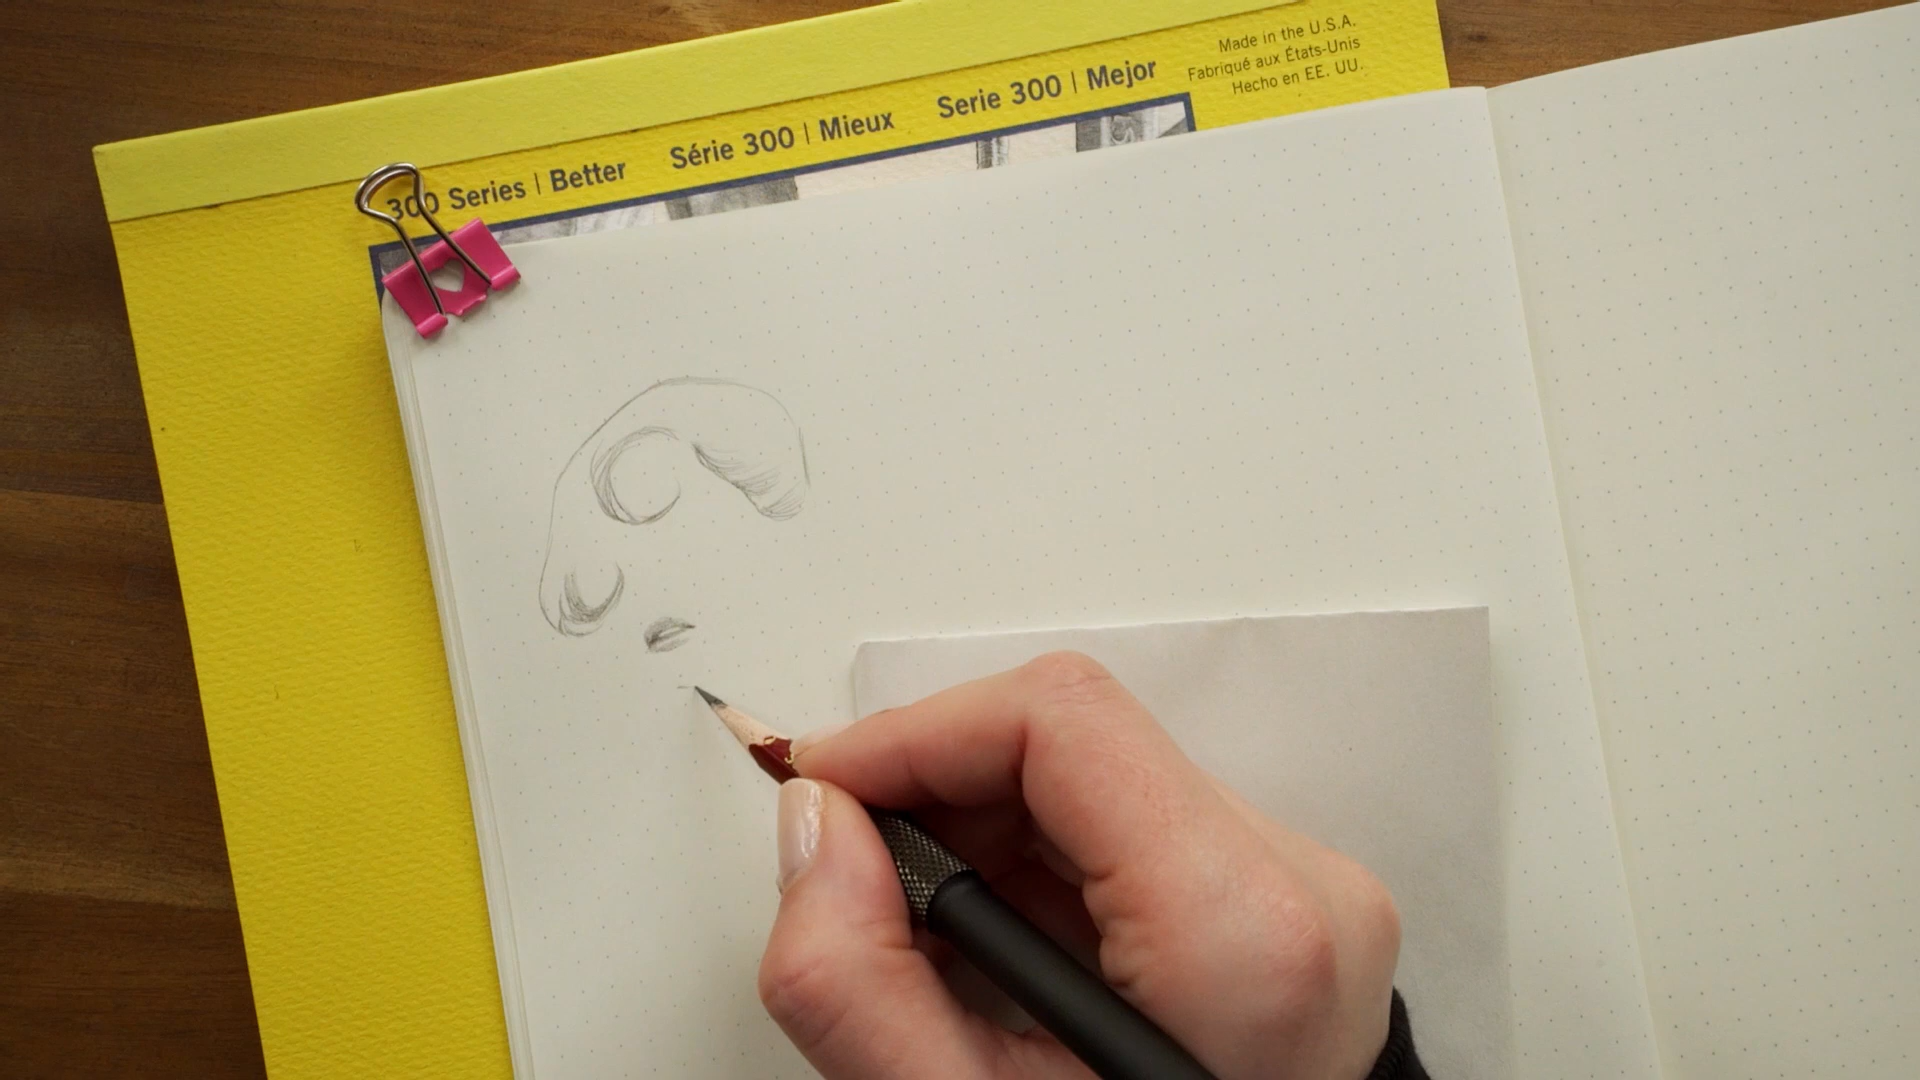 300 Series | Better Série 300 | Mieux Serie 300 | Mejor
Made in the U.S.A.
Fabriqué aux États-Unis
Hecho en EE. UU.